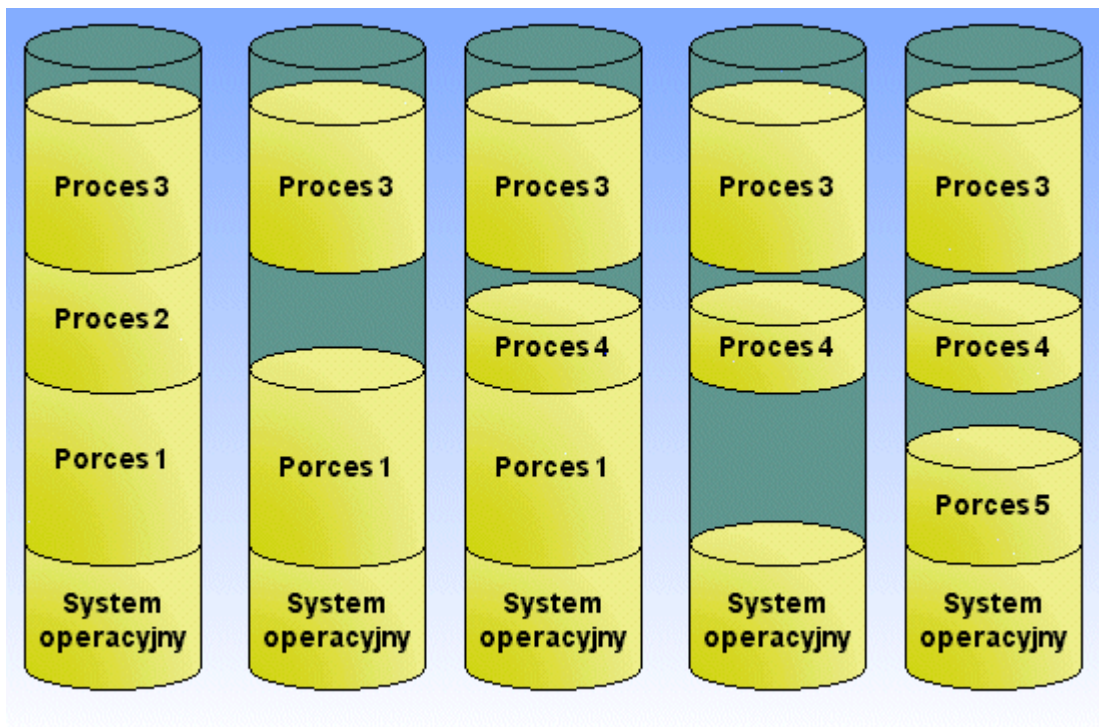 Proces 3
Proces 3
Proces 3
Proces 3
Proces 3
Proces 2
Proces 4
Proces 4
Proces 4
Porces 1
Porces 1
Porces 1
Porces 5
System
operacyjny
System
operacyjny
System
operacyjny
System
operacyjny
System
operacyjny